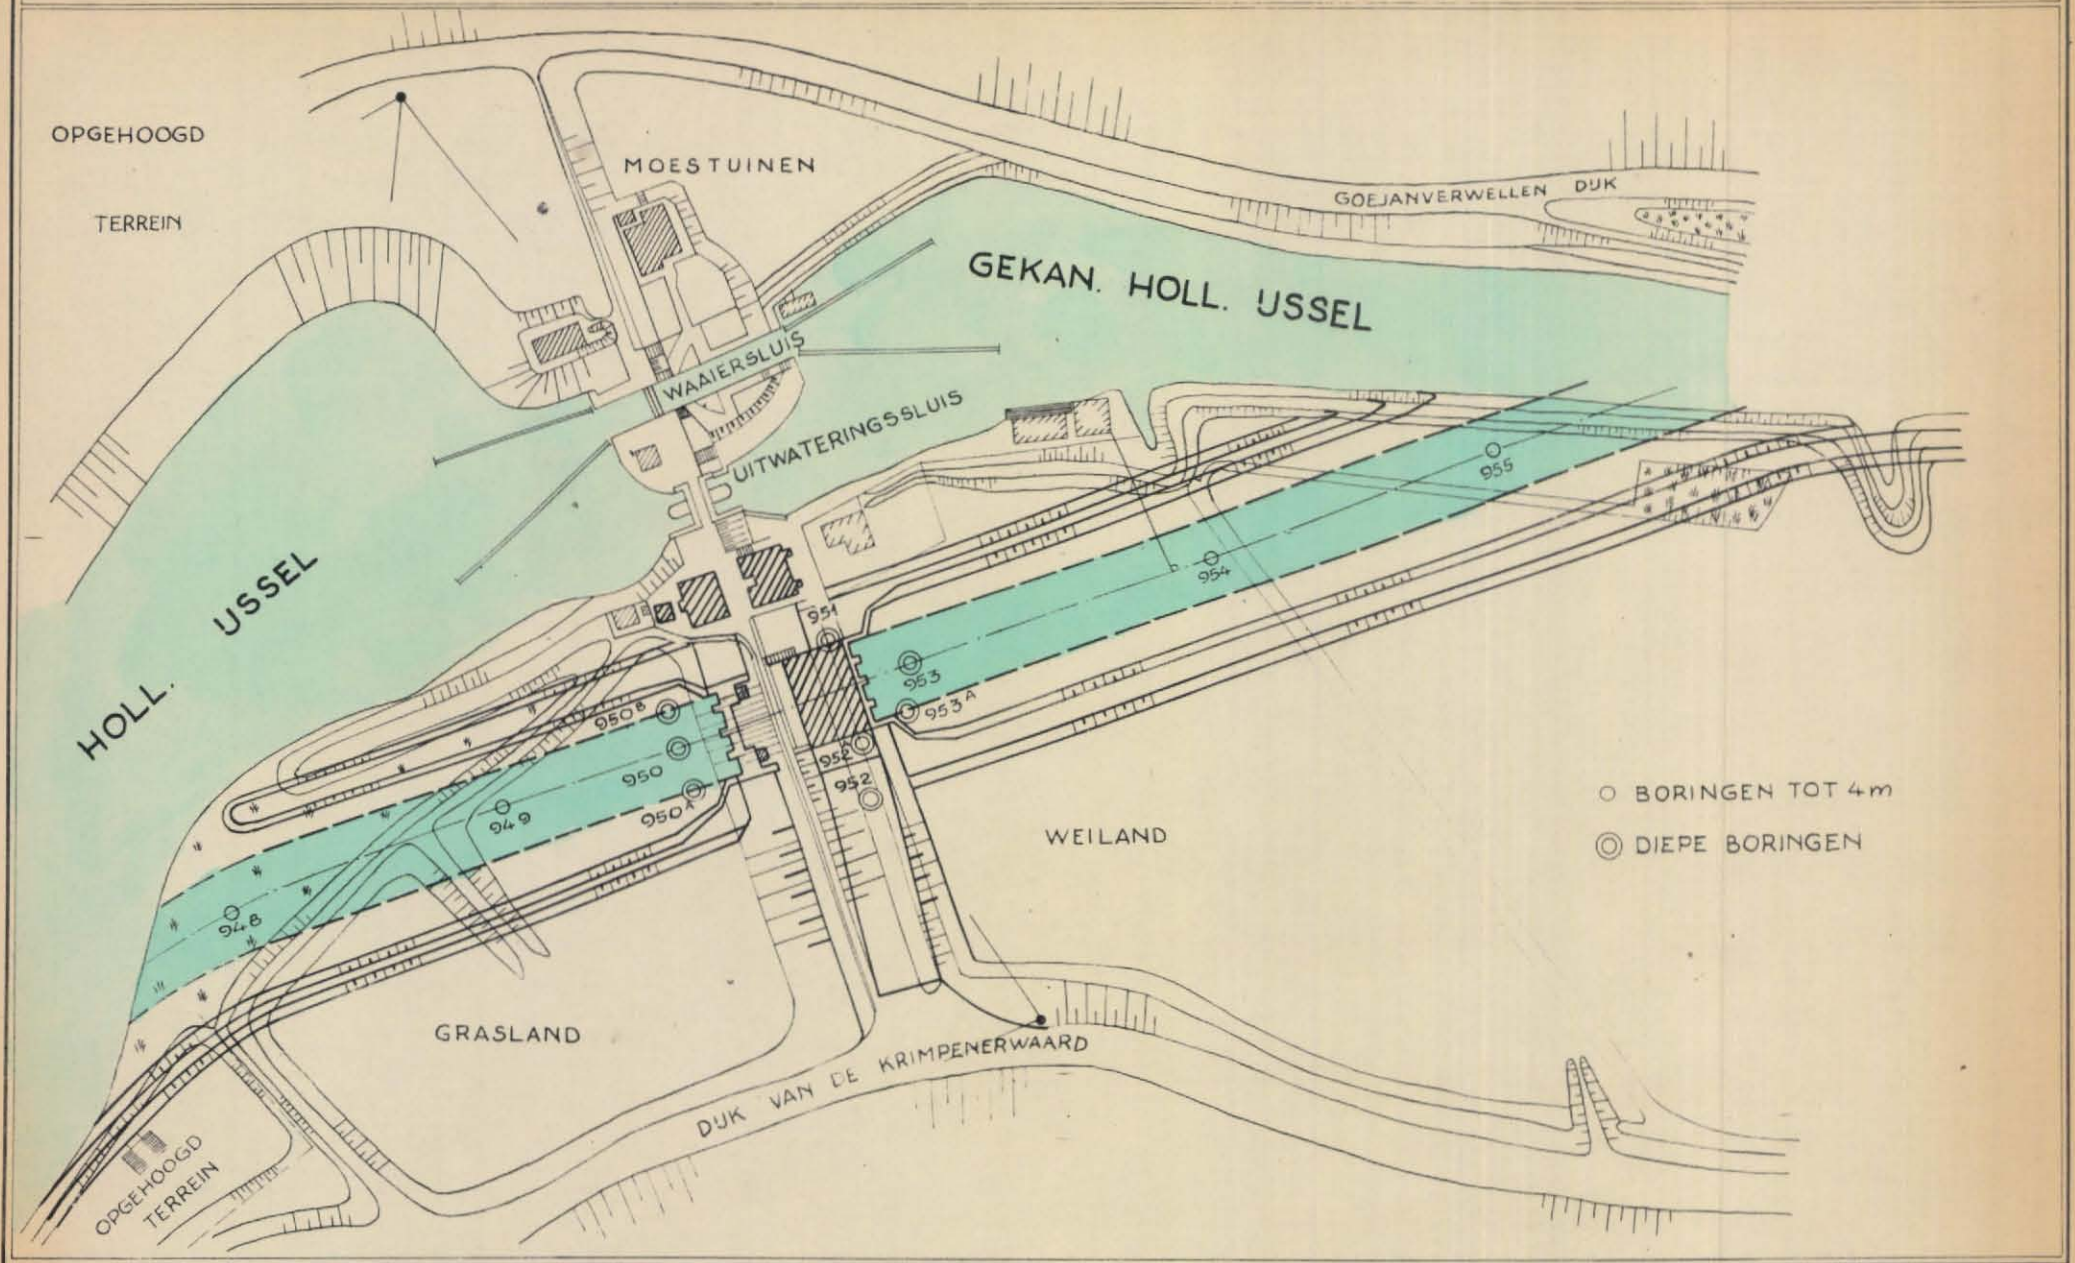 OPGEHOOGD
TERREIN
MOESTUINEN
GOEJANVERWELLEN DIJK
GEKAN. HOLL. IJSSEL
WAAIERSLUIS
UITWATERINGSSLUIS
HOLL. IJSSEL
955
954
951
953
953A
950B
950
950A
952A
952
949
948
WEILAND
○ BORINGEN TOT 4m
◎ DIEPE BORINGEN
GRASLAND
DIJK VAN DE KRIMPENERWAARD
OPGEHOOGD
TERREIN